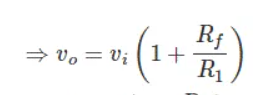 ⇒ v_o = v_i (1 + R_f / R_1)